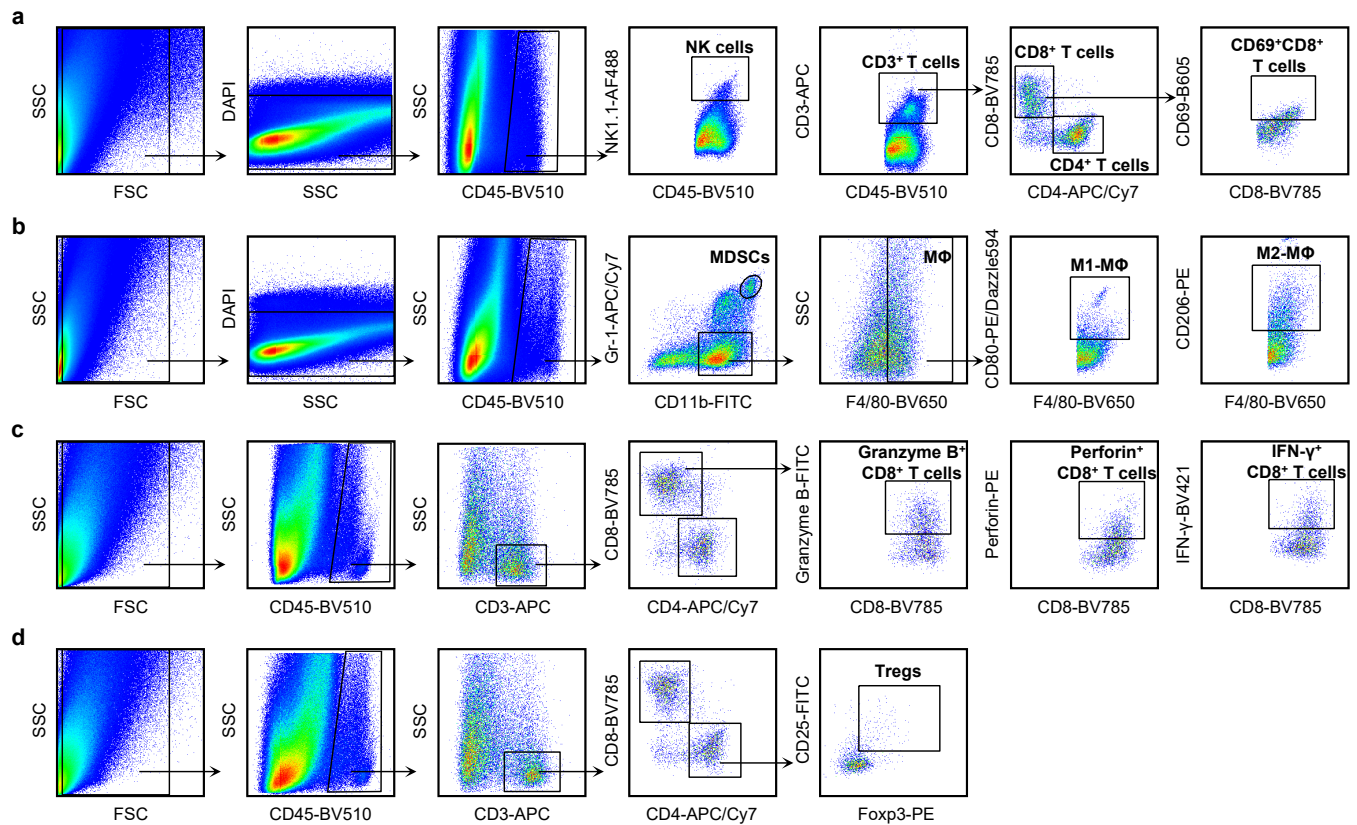 a
SSC
FSC
DAPI
SSC
SSC
CD45-BV510
NK1.1-AF488
NK cells
CD45-BV510
CD3-APC
CD3⁺ T cells
CD45-BV510
CD8-BV785
CD8⁺ T cells
CD4⁺ T cells
CD4-APC/Cy7
CD69-B605
CD69⁺CD8⁺
T cells
CD8-BV785
b
SSC
FSC
DAPI
SSC
SSC
CD45-BV510
Gr-1-APC/Cy7
MDSCs
CD11b-FITC
SSC
MΦ
F4/80-BV650
CD80-PE/Dazzle594
M1-MΦ
F4/80-BV650
CD206-PE
M2-MΦ
F4/80-BV650
c
SSC
FSC
SSC
CD45-BV510
SSC
CD3-APC
CD8-BV785
CD4-APC/Cy7
Granzyme B-FITC
Granzyme B⁺
CD8⁺ T cells
CD8-BV785
Perforin-PE
Perforin⁺
CD8⁺ T cells
CD8-BV785
IFN-γ-BV421
IFN-γ⁺
CD8⁺ T cells
CD8-BV785
d
SSC
FSC
SSC
CD45-BV510
SSC
CD3-APC
CD8-BV785
CD4-APC/Cy7
CD25-FITC
Tregs
Foxp3-PE